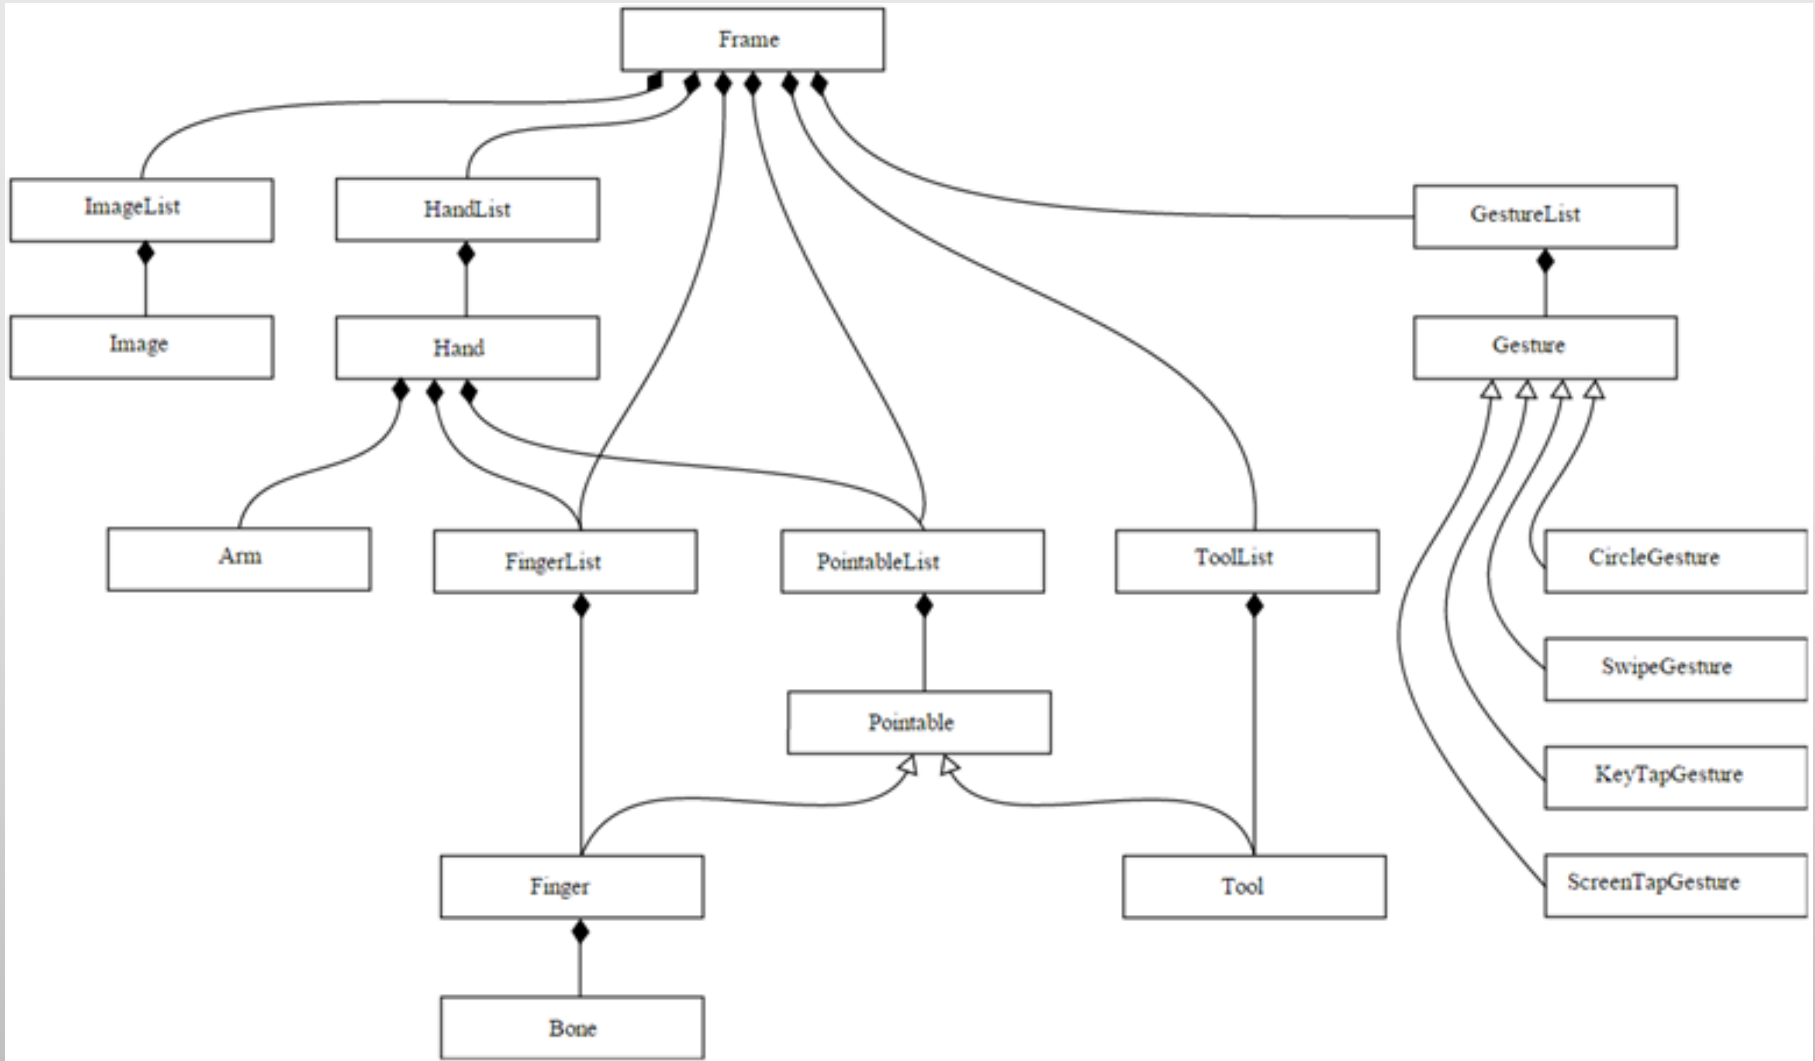 Frame
ImageList
HandList
GestureList
Image
Hand
Gesture
Arm
FingerList
PointableList
ToolList
CircleGesture
SwipeGesture
Pointable
KeyTapGesture
Finger
Tool
ScreenTapGesture
Bone